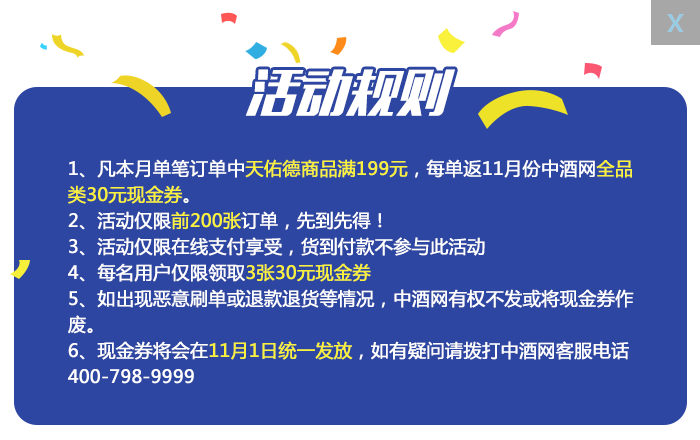 X
活动规则
1、凡本月单笔订单中天佑德商品满199元，每单返11月份中酒网全品
类30元现金券。
2、活动仅限前200张订单，先到先得！
3、活动仅限在线支付享受，货到付款不参与此活动
4、每名用户仅限领取3张30元现金券
5、如出现恶意刷单或退款退货等情况，中酒网有权不发或将现金券作
废。
6、现金券将会在11月1日统一发放，如有疑问请拨打中酒网客服电话
400-798-9999